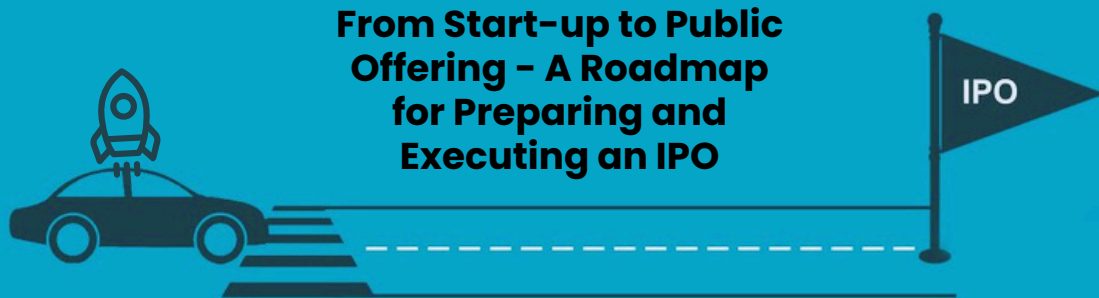 From Start-up to Public
Offering - A Roadmap
for Preparing and
Executing an IPO
IPO